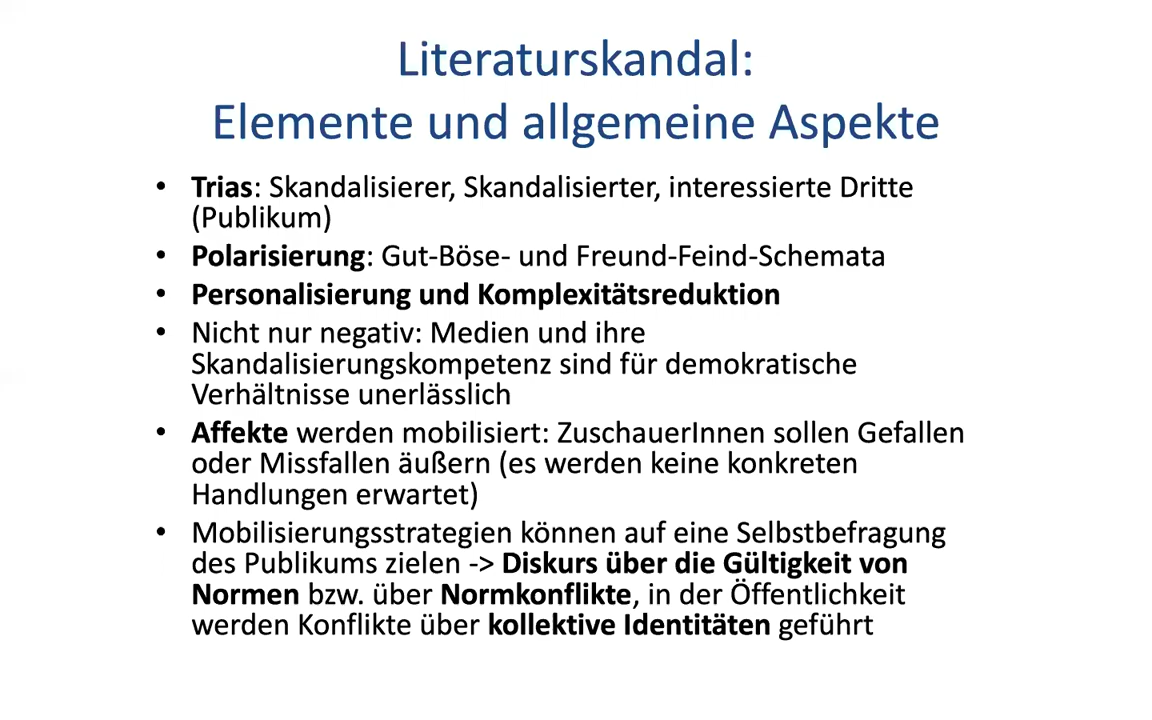 Literaturskandal:
Elemente und allgemeine Aspekte
• Trias: Skandalisierer, Skandalisierter, interessierte Dritte
(Publikum)
• Polarisierung: Gut-Böse- und Freund-Feind-Schemata
• Personalisierung und Komplexitätsreduktion
• Nicht nur negativ: Medien und ihre
Skandalisierungskompetenz sind für demokratische
Verhältnisse unerlässlich
• Affekte werden mobilisiert: ZuschauerInnen sollen Gefallen
oder Missfallen äußern (es werden keine konkreten
Handlungen erwartet)
• Mobilisierungsstrategien können auf eine Selbstbefragung
des Publikums zielen -> Diskurs über die Gültigkeit von
Normen bzw. über Normkonflikte, in der Öffentlichkeit
werden Konflikte über kollektive Identitäten geführt